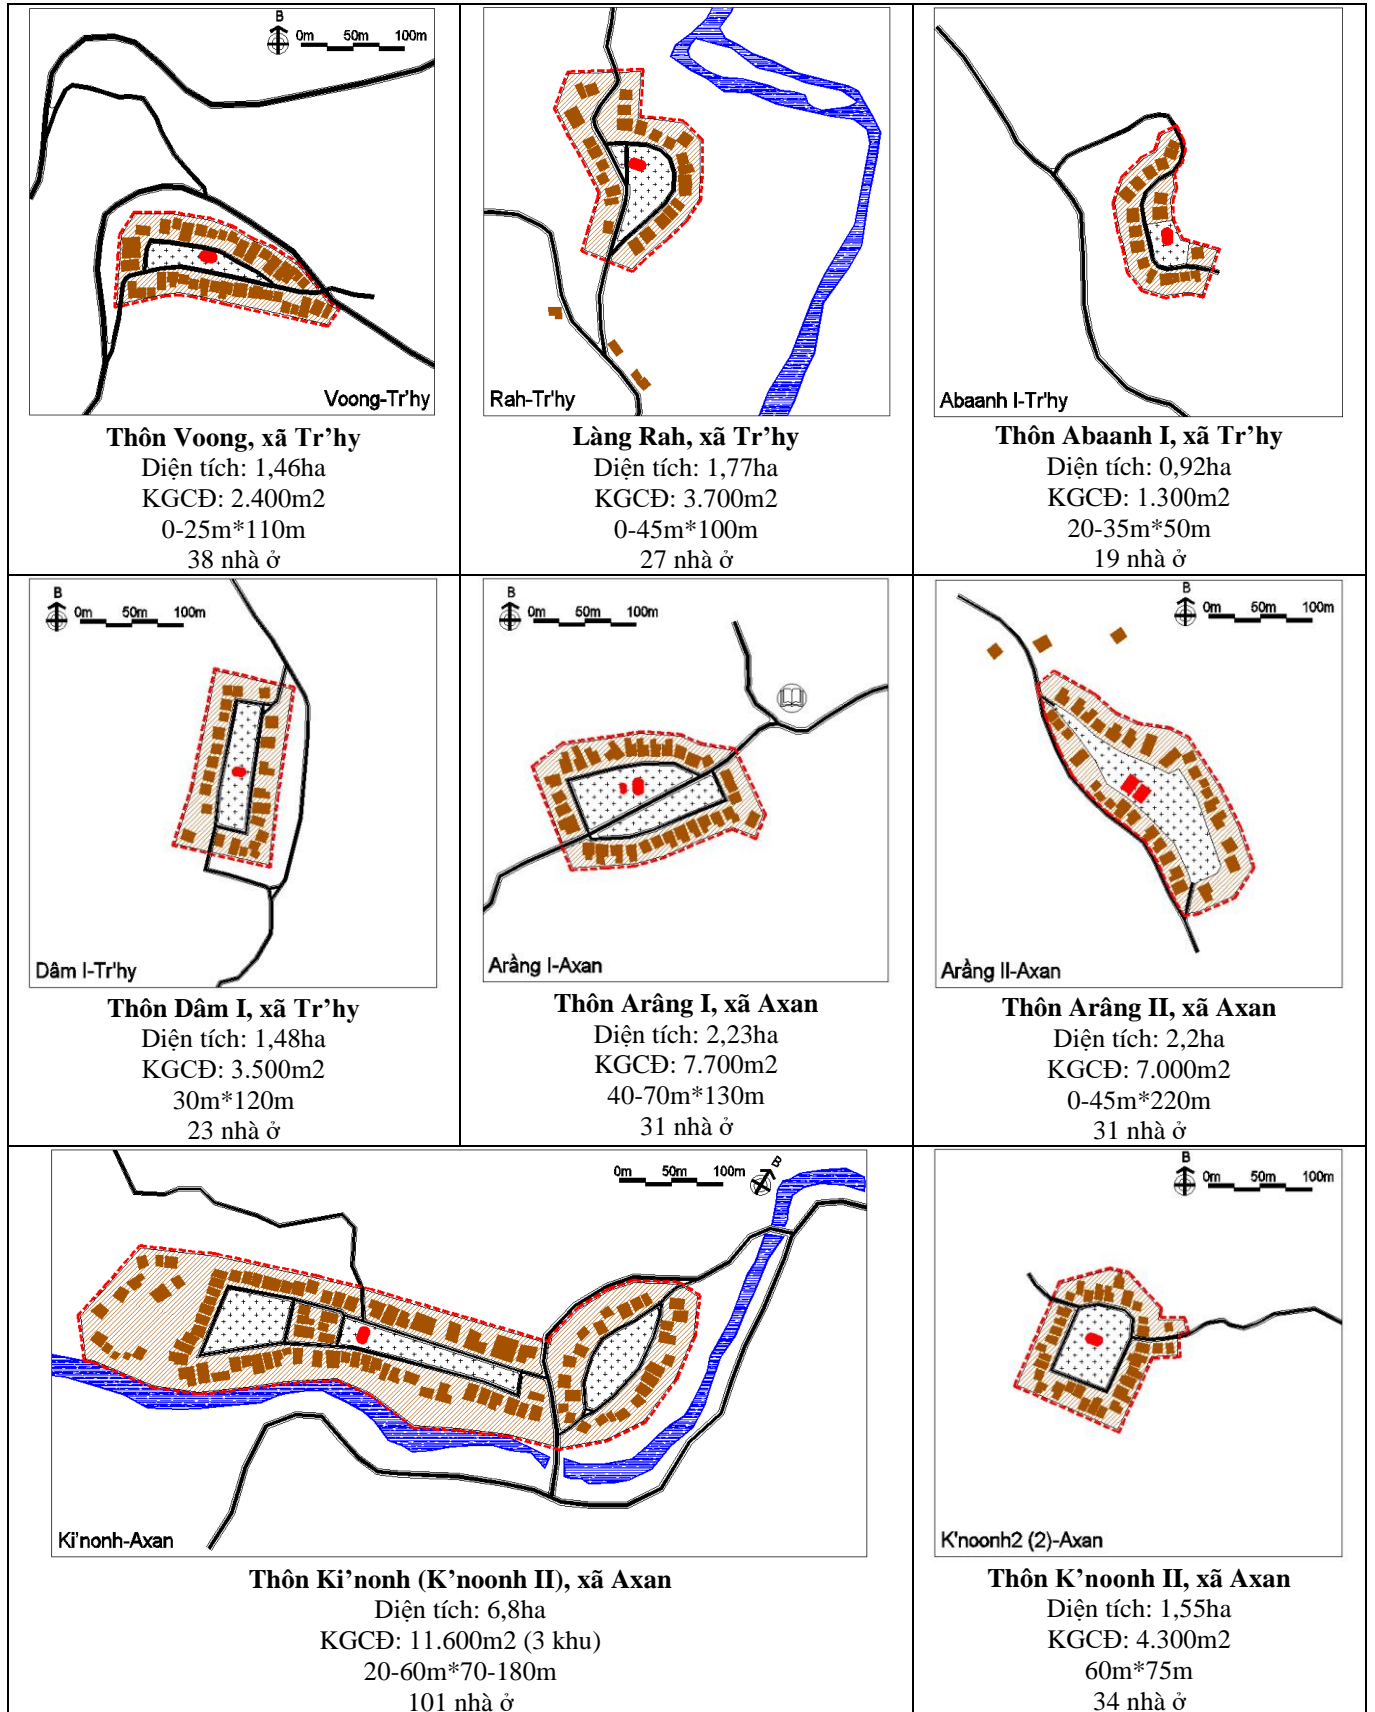 B
0m 50m 100m
Voong-Tr'hy
Thôn Voong, xã Tr’hy
Diện tích: 1,46ha
KGCĐ: 2.400m2
0-25m*110m
38 nhà ở
Rah-Tr'hy
Làng Rah, xã Tr’hy
Diện tích: 1,77ha
KGCĐ: 3.700m2
0-45m*100m
27 nhà ở
Abaanh I-Tr'hy
Thôn Abaanh I, xã Tr’hy
Diện tích: 0,92ha
KGCĐ: 1.300m2
20-35m*50m
19 nhà ở
B
0m 50m 100m
Dâm I-Tr'hy
Thôn Dâm I, xã Tr’hy
Diện tích: 1,48ha
KGCĐ: 3.500m2
30m*120m
23 nhà ở
B
0m 50m 100m
Arầng I-Axan
Thôn Arâng I, xã Axan
Diện tích: 2,23ha
KGCĐ: 7.700m2
40-70m*130m
31 nhà ở
B
0m 50m 100m
Arầng II-Axan
Thôn Arâng II, xã Axan
Diện tích: 2,2ha
KGCĐ: 7.000m2
0-45m*220m
31 nhà ở
0m 50m 100m B
Ki'nonh-Axan
Thôn Ki’nonh (K’noonh II), xã Axan
Diện tích: 6,8ha
KGCĐ: 11.600m2 (3 khu)
20-60m*70-180m
101 nhà ở
B
0m 50m 100m
K'noonh2 (2)-Axan
Thôn K’noonh II, xã Axan
Diện tích: 1,55ha
KGCĐ: 4.300m2
60m*75m
34 nhà ở